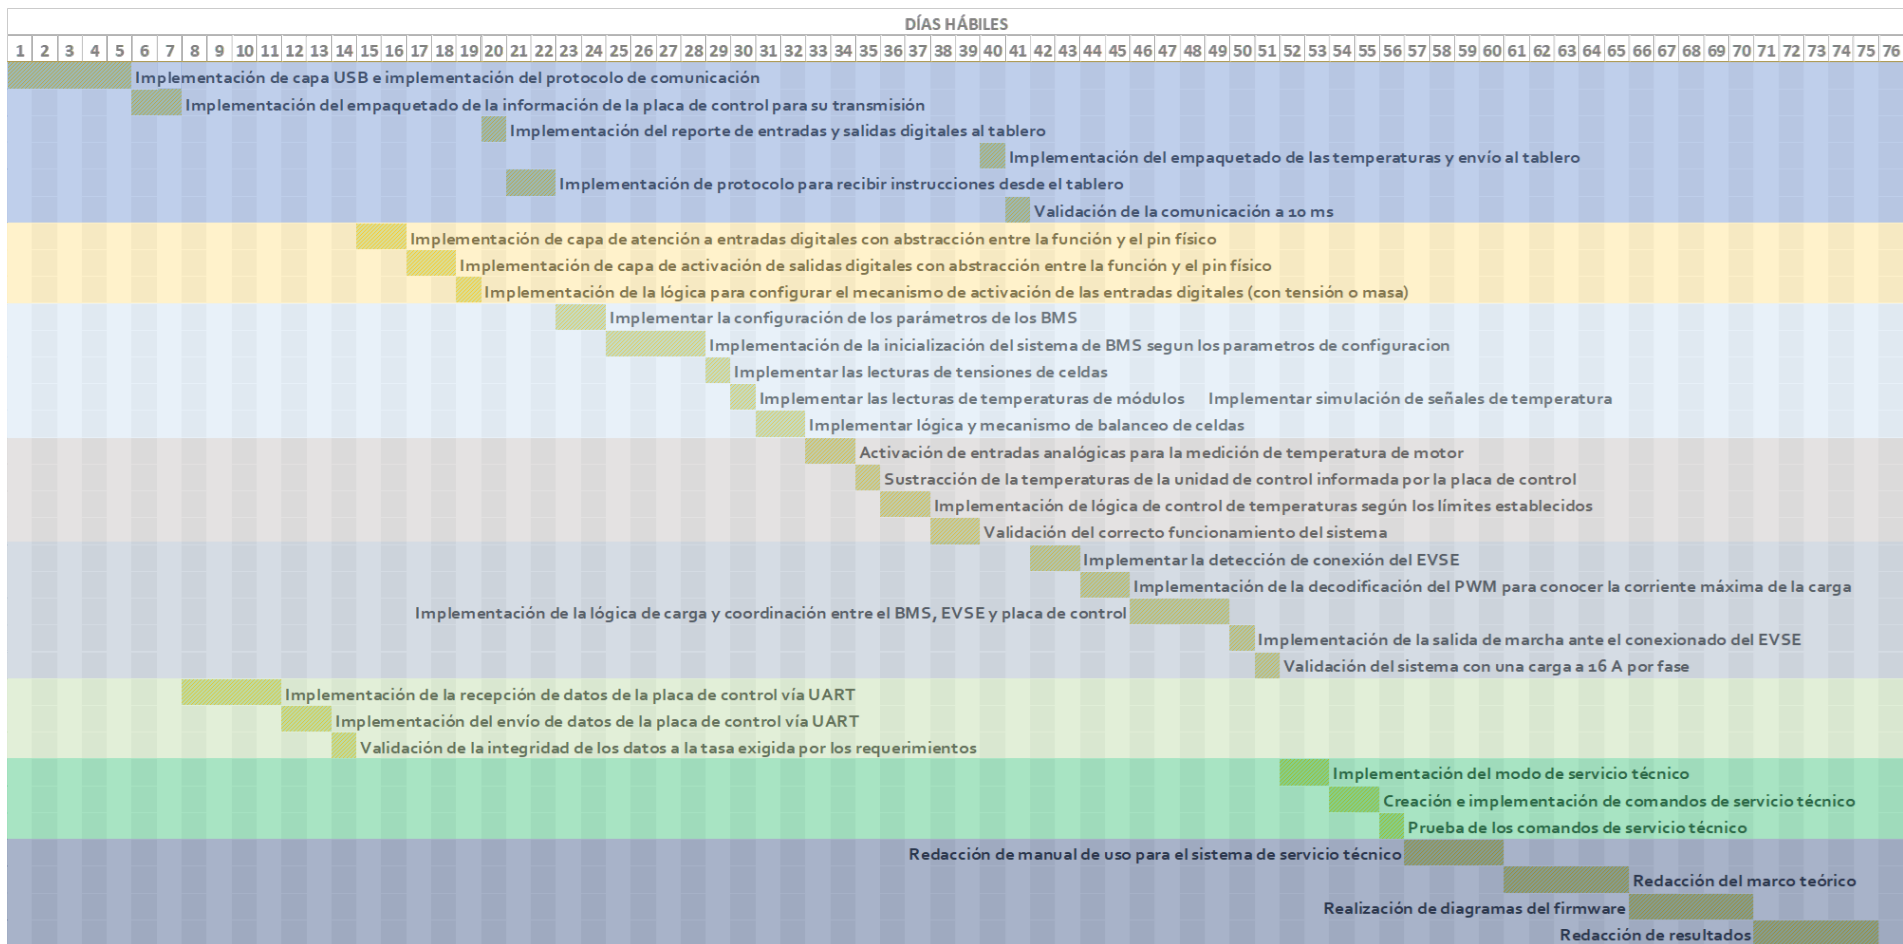 DÍAS HÁBILES
1 2 3 4 5 6 7 8 9 10 11 12 13 14 15 16 17 18 19 20 21 22 23 24 25 26 27 28 29 30 31 32 33 34 35 36 37 38 39 40 41 42 43 44 45 46 47 48 49 50 51 52 53 54 55 56 57 58 59 60 61 62 63 64 65 66 67 68 69 70 71 72 73 74 75 76
Implementación de capa USB e implementación del protocolo de comunicación
Implementación del empaquetado de la información de la placa de control para su transmisión
Implementación del reporte de entradas y salidas digitales al tablero
Implementación del empaquetado de las temperaturas y envío al tablero
Implementación de protocolo para recibir instrucciones desde el tablero
Validación de la comunicación a 10 ms
Implementación de capa de atención a entradas digitales con abstracción entre la función y el pin físico
Implementación de capa de activación de salidas digitales con abstracción entre la función y el pin físico
Implementación de la lógica para configurar el mecanismo de activación de las entradas digitales (con tensión o masa)
Implementar la configuración de los parámetros de los BMS
Implementación de la inicialización del sistema de BMS segun los parametros de configuracion
Implementar las lecturas de tensiones de celdas
Implementar las lecturas de temperaturas de módulos Implementar simulación de señales de temperatura
Implementar lógica y mecanismo de balanceo de celdas
Activación de entradas analógicas para la medición de temperatura de motor
Sustracción de la temperaturas de la unidad de control informada por la placa de control
Implementación de lógica de control de temperaturas según los límites establecidos
Validación del correcto funcionamiento del sistema
Implementar la detección de conexión del EVSE
Implementación de la decodificación del PWM para conocer la corriente máxima de la carga
Implementación de la lógica de carga y coordinación entre el BMS, EVSE y placa de control
Implementación de la salida de marcha ante el conexionado del EVSE
Validación del sistema con una carga a 16 A por fase
Implementación de la recepción de datos de la placa de control vía UART
Implementación del envío de datos de la placa de control vía UART
Validación de la integridad de los datos a la tasa exigida por los requerimientos
Implementación del modo de servicio técnico
Creación e implementación de comandos de servicio técnico
Prueba de los comandos de servicio técnico
Redacción de manual de uso para el sistema de servicio técnico
Redacción del marco teórico
Realización de diagramas del firmware
Redacción de resultados